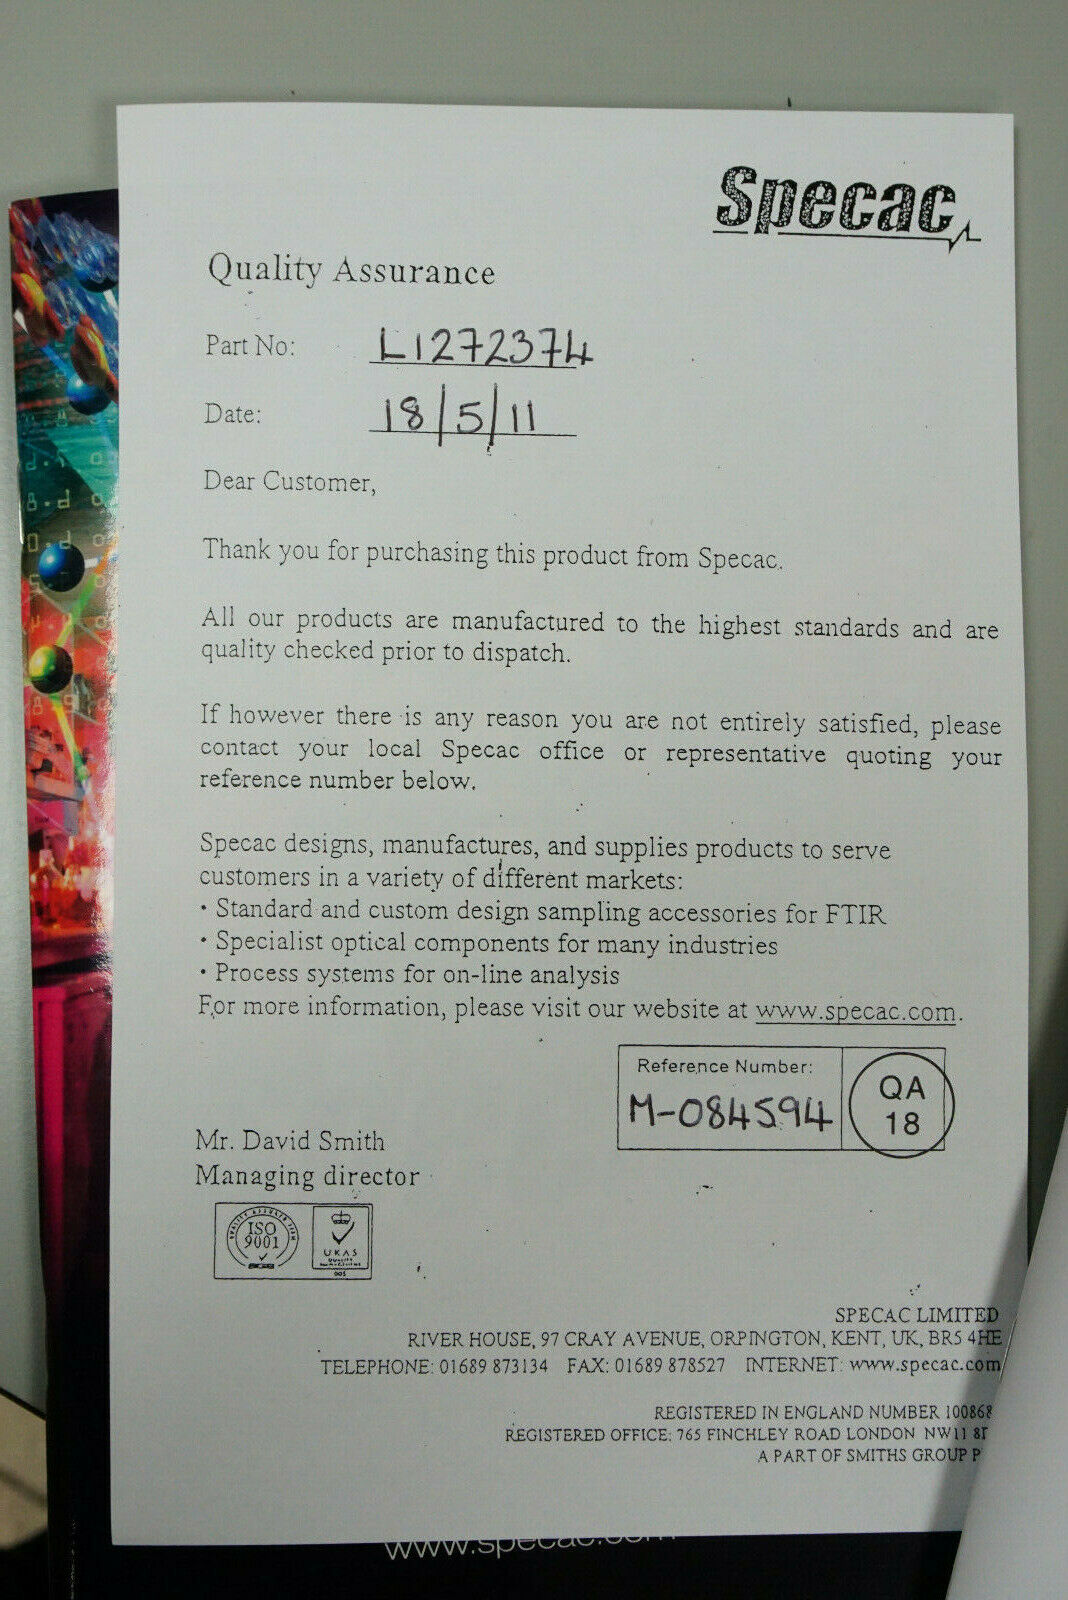 Specac
Quality Assurance
Part No: L1272374
Date: 18/5/11
Dear Customer,
Thank you for purchasing this product from Specac.
All our products are manufactured to the highest standards and are
quality checked prior to dispatch.
If however there is any reason you are not entirely satisfied, please
contact your local Specac office or representative quoting your
reference number below.
Specac designs, manufactures, and supplies products to serve
customers in a variety of different markets:
• Standard and custom design sampling accessories for FTIR
• Specialist optical components for many industries
• Process systems for on-line analysis
For more information, please visit our website at www.specac.com.
Reference Number:
M-084594
QA
18
Mr. David Smith
Managing director
ISO
9001
UKAS
005
SPECAC LIMITED
RIVER HOUSE, 97 CRAY AVENUE, ORPINGTON, KENT, UK, BR5 4HE
TELEPHONE: 01689 873134 FAX: 01689 878527 INTERNET: www.specac.com
REGISTERED IN ENGLAND NUMBER 100868
REGISTERED OFFICE: 765 FINCHLEY ROAD LONDON NW11
A PART OF SMITHS GROUP
www.specac.com